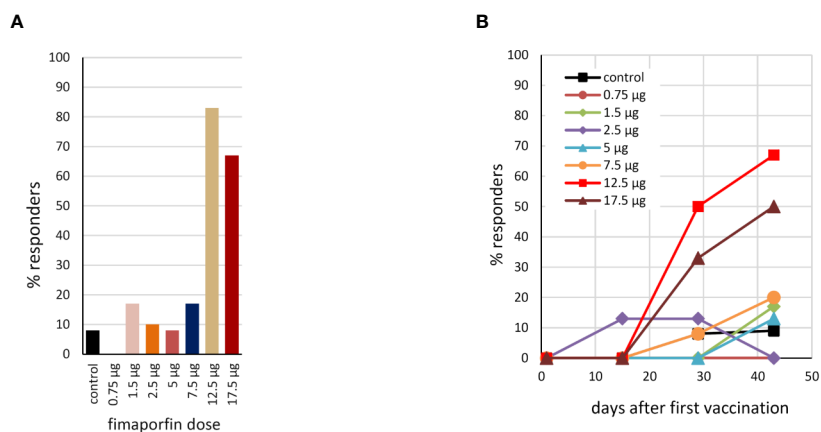 A
% responders
100
90
80
70
60
50
40
30
20
10
0
control
0.75 µg
1.5 µg
2.5 µg
5 µg
7.5 µg
12.5 µg
17.5 µg
fimaporfin dose
B
% responders
100
90
80
70
60
50
40
30
20
10
0
control
0.75 µg
1.5 µg
2.5 µg
5 µg
7.5 µg
12.5 µg
17.5 µg
0 10 20 30 40 50
days after first vaccination